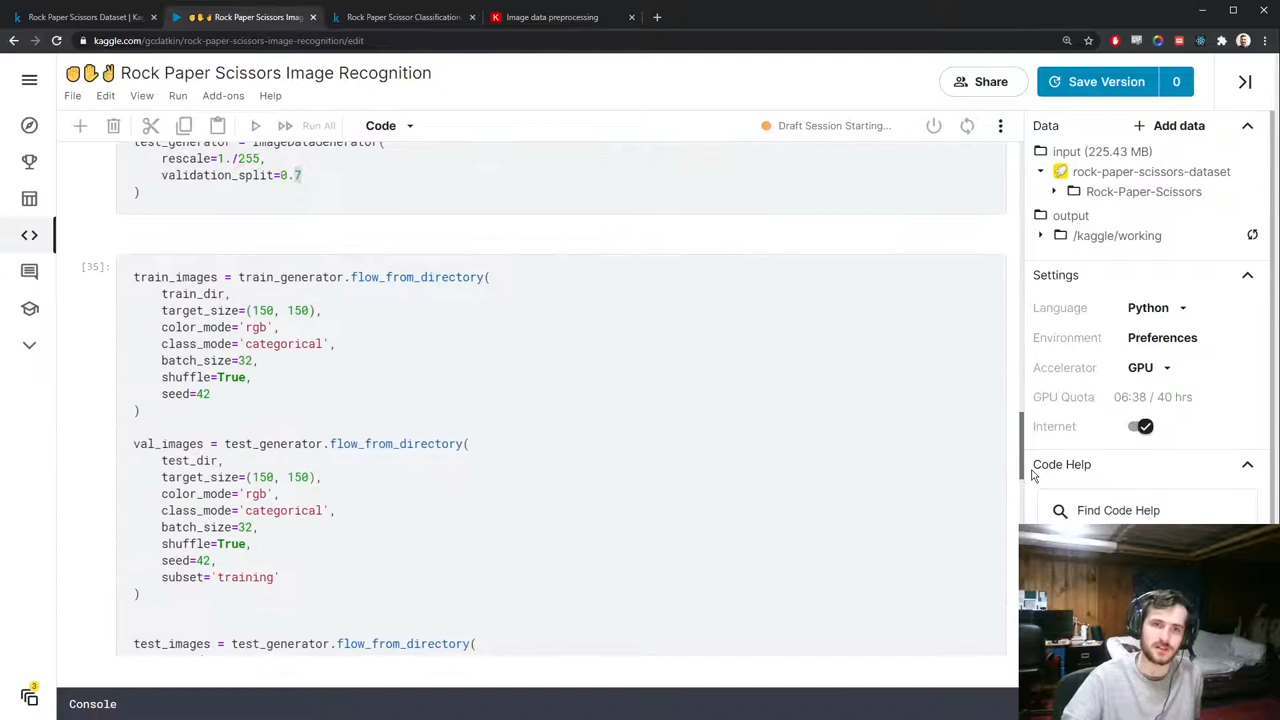 Rock Paper Scissors Dataset | Ka
Rock Paper Scissors Imag
Rock Paper Scissor Classification
Image data preprocessing
kaggle.com/gcdatkin/rock-paper-scissors-image-recognition/edit
✊✋✌ Rock Paper Scissors Image Recognition
Share
Save Version
0
File Edit View Run Add-ons Help
Run All
Code
Draft Session Starting...
test_generator = ImageDataGenerator(
rescale=1./255,
validation_split=0.7
)
[35]:
train_images = train_generator.flow_from_directory(
train_dir,
target_size=(150, 150),
color_mode='rgb',
class_mode='categorical',
batch_size=32,
shuffle=True,
seed=42
)
val_images = test_generator.flow_from_directory(
test_dir,
target_size=(150, 150),
color_mode='rgb',
class_mode='categorical',
batch_size=32,
shuffle=True,
seed=42,
subset='training'
)
test_images = test_generator.flow_from_directory(
Console
3
Data
Add data
input (225.43 MB)
rock-paper-scissors-dataset
Rock-Paper-Scissors
output
/kaggle/working
Settings
Language Python
Environment Preferences
Accelerator GPU
GPU Quota 06:38 / 40 hrs
Internet
Code Help
Find Code Help